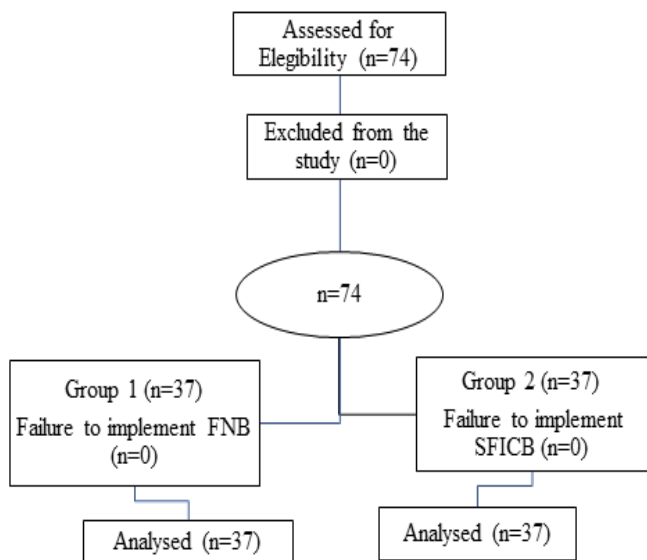 Assessed for
Elegibility (n=74)
Excluded from the
study (n=0)
n=74
Group 1 (n=37)
Failure to implement FNB
(n=0)
Group 2 (n=37)
Failure to implement
SFICB (n=0)
Analysed (n=37)
Analysed (n=37)